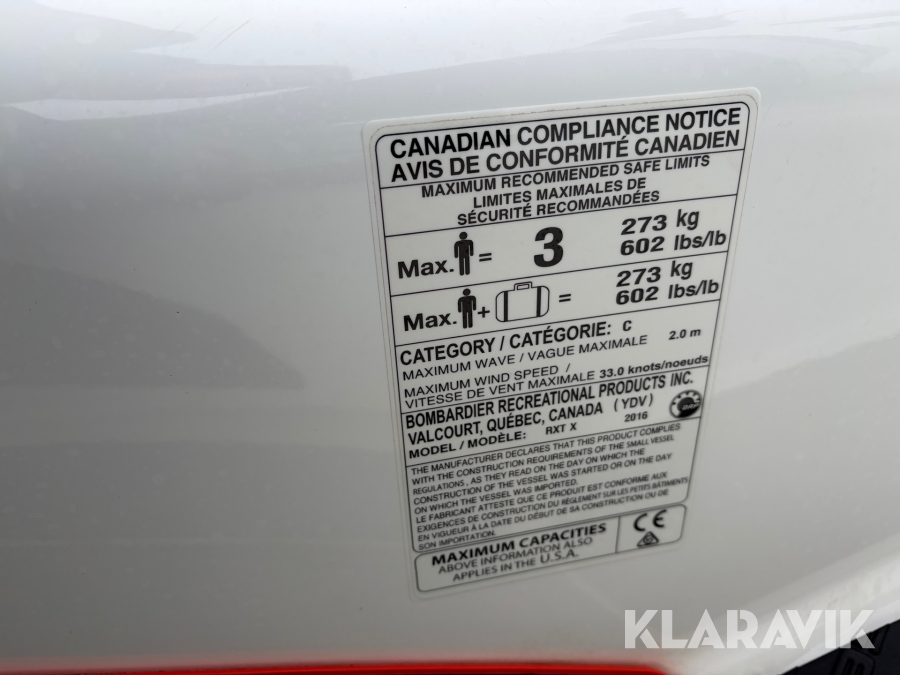 CANADIAN COMPLIANCE NOTICE
AVIS DE CONFORMITÉ CANADIEN
MAXIMUM RECOMMENDED SAFE LIMITS
LIMITES MAXIMALES DE
SÉCURITÉ RECOMMANDÉES
Max. = 3 273 kg
602 lbs/lb
Max. + = 273 kg
602 lbs/lb
CATEGORY / CATÉGORIE: C
MAXIMUM WAVE / VAGUE MAXIMALE 2.0 m
MAXIMUM WIND SPEED /
VITESSE DE VENT MAXIMALE 33.0 knots/noeuds
BOMBARDIER RECREATIONAL PRODUCTS INC.
VALCOURT, QUÉBEC, CANADA (YDV)
MODEL / MODÈLE: RXT X 2016
THE MANUFACTURER DECLARES THAT THIS PRODUCT COMPLIES
WITH THE CONSTRUCTION REQUIREMENTS OF THE SMALL VESSEL
REGULATIONS, AS THEY READ ON THE DAY ON WHICH THE
CONSTRUCTION OF THE VESSEL WAS STARTED OR ON THE DAY
ON WHICH THE VESSEL WAS IMPORTED.
LE FABRICANT ATTESTE QUE CE PRODUIT EST CONFORME AUX
EXIGENCES DE CONSTRUCTION DU RÈGLEMENT SUR LES PETITS BÂTIMENTS
EN VIGUEUR À LA DATE DU DÉBUT DE SA CONSTRUCTION OU DE
SON IMPORTATION.
MAXIMUM CAPACITIES
ABOVE INFORMATION ALSO
APPLIES IN THE U.S.A.
CE
KLARAVIK